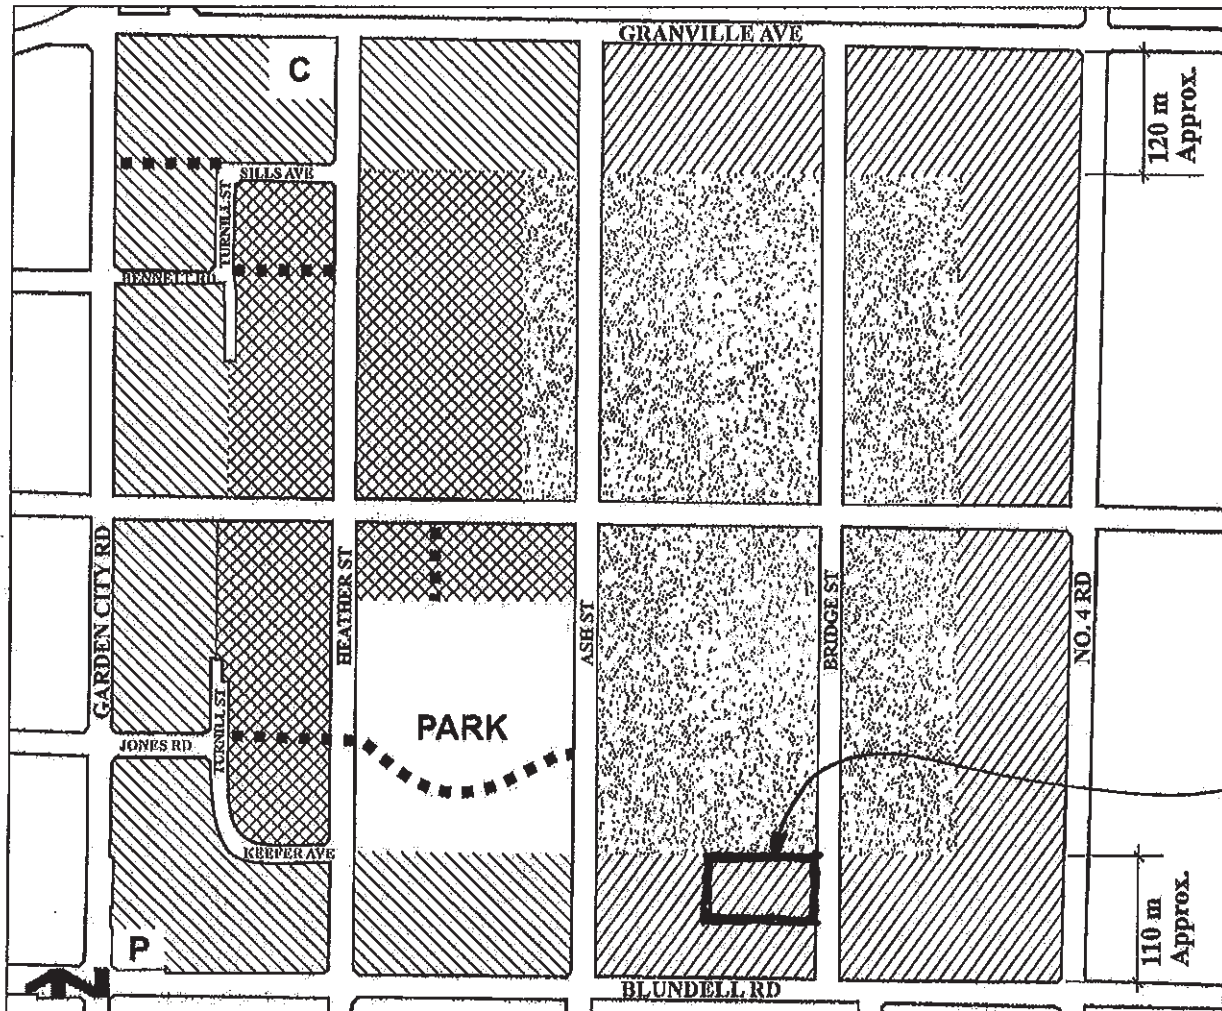 GRANVILLE AVE
C
120 m
Approx.
SILLS AVE
TURNILL ST
BENNETT RD
GARDEN CITY RD
HEATHER ST
ASH ST
BRIDGE ST
NO. 4 RD
PARK
JONES RD
TURNILL ST
KEEFER AVE
110 m
Approx.
P
BLUNDELL RD